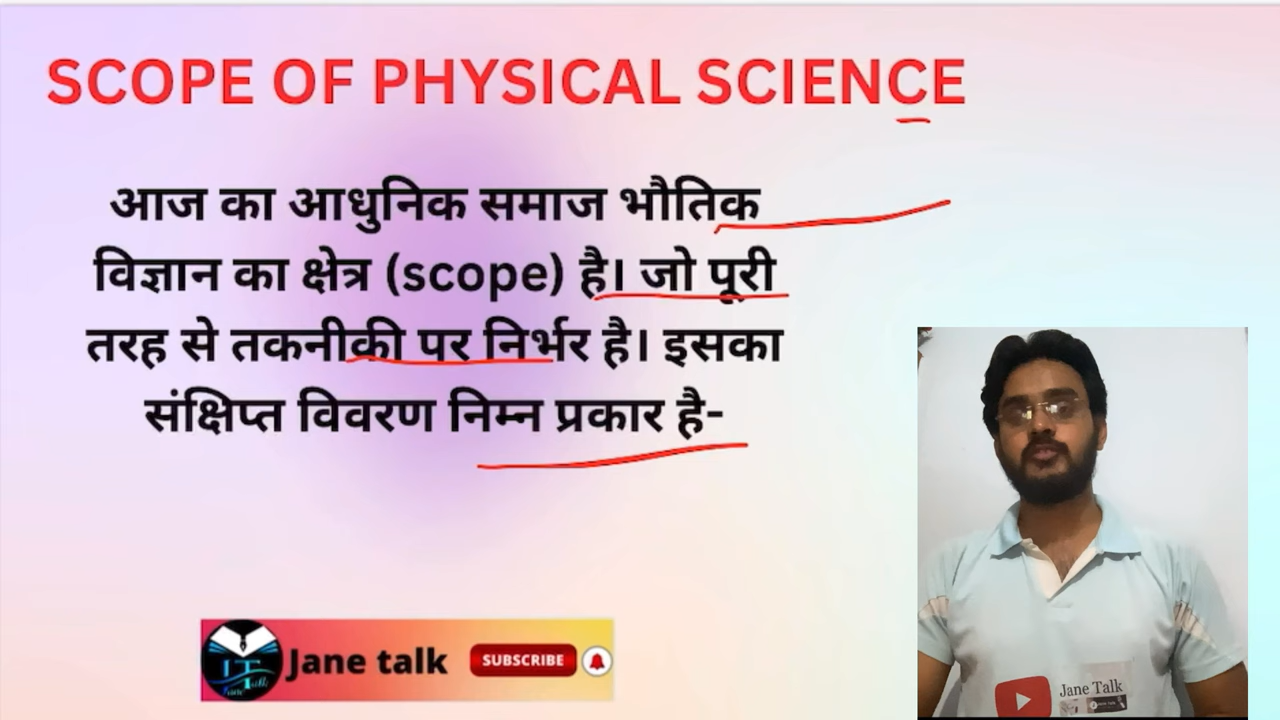 SCOPE OF PHYSICAL SCIENCE
आज का आधुनिक समाज भौतिक
विज्ञान का क्षेत्र (scope) है। जो पूरी
तरह से तकनीकी पर निर्भर है। इसका
संक्षिप्त विवरण निम्न प्रकार है-
Jane talk
SUBSCRIBE
Jane Talk